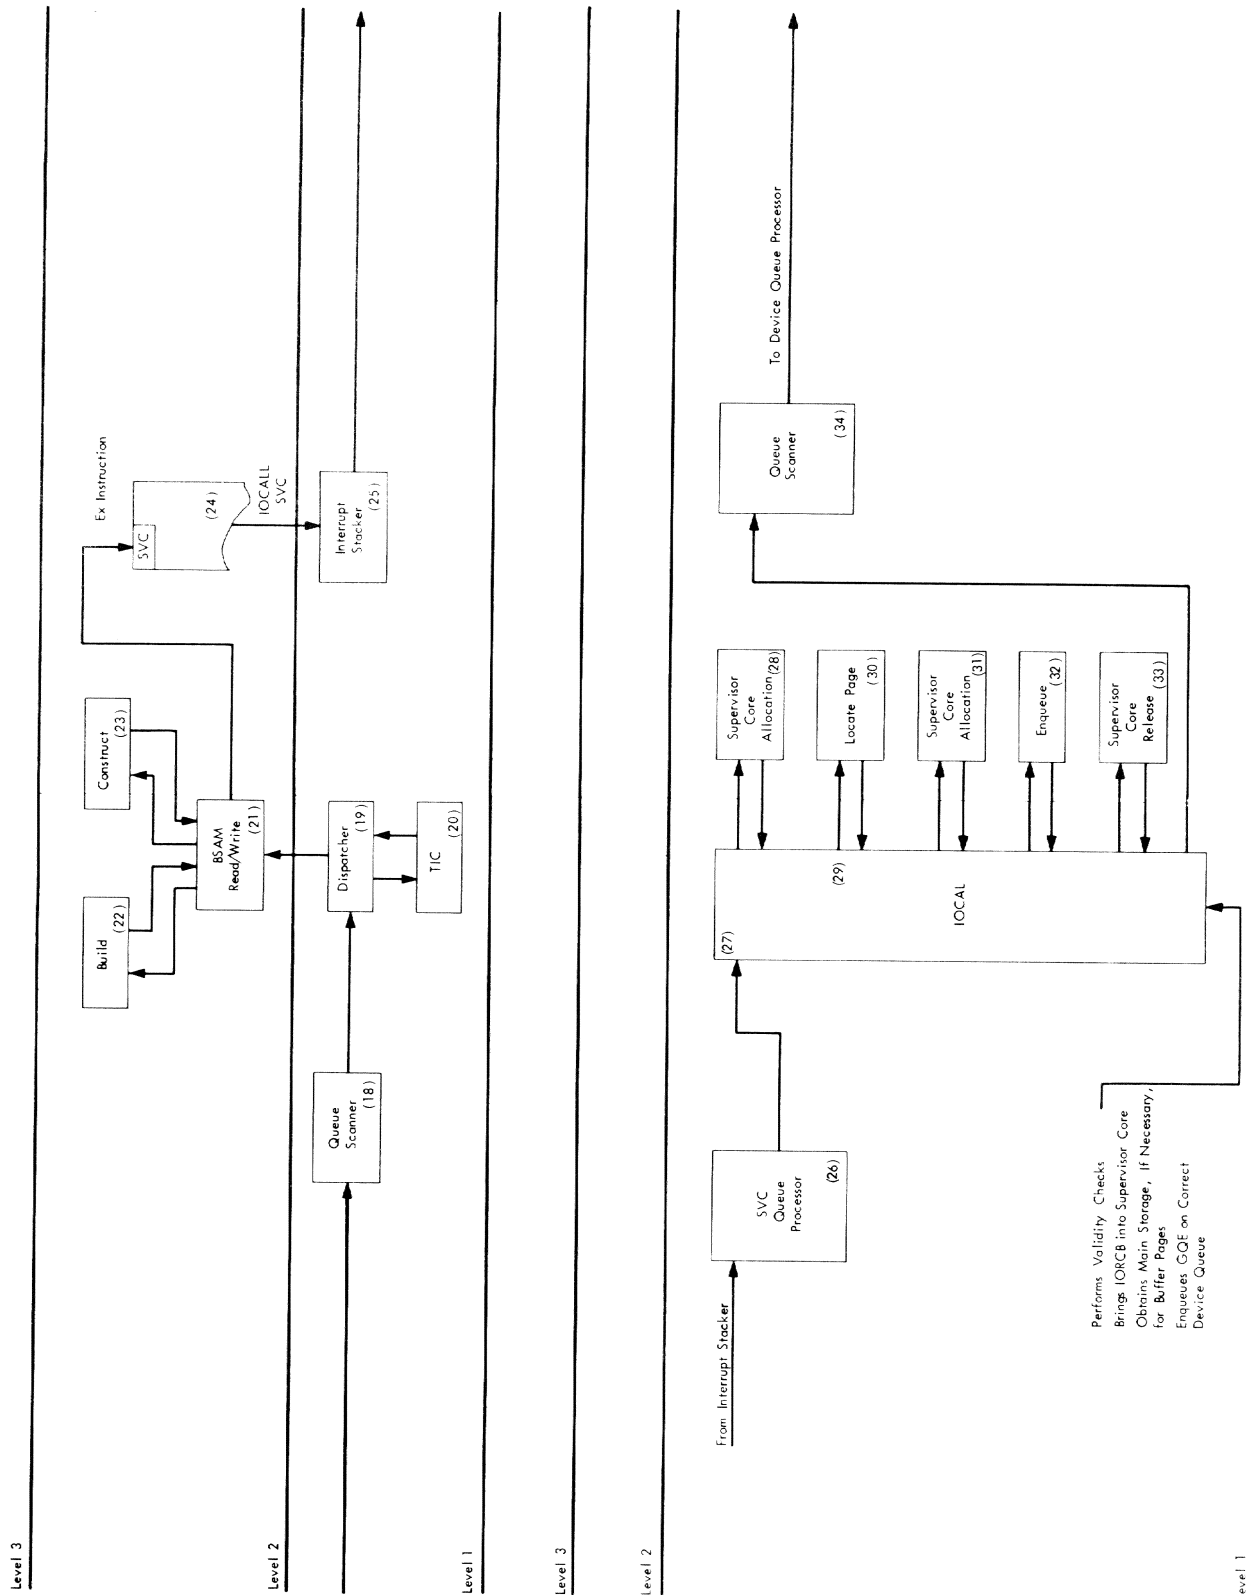 Level 3
Build
(22)
Construct
(23)
BSAM
Read/Write
(21)
Ex Instruction
SVC
(24)
IOCALL
SVC
Level 2
Queue
Scanner
(18)
Dispatcher
(19)
TIC
(20)
Interrupt
Stacker
(25)
Level 1
Level 3
Level 2
From Interrupt Stacker
SVC
Queue
Processor
(26)
(27)
(29)
IOCAL
Supervisor
Core
Allocation (28)
Locate Page
(30)
Supervisor
Core
Allocation (31)
Enqueue
(32)
Supervisor
Core
Release (33)
Queue
Scanner
(34)
To Device Queue Processor
Performs Validity Checks
Brings IORCB into Supervisor Core
Obtains Main Storage, If Necessary,
for Buffer Pages
Enqueues GQE on Correct
Device Queue
evel 1